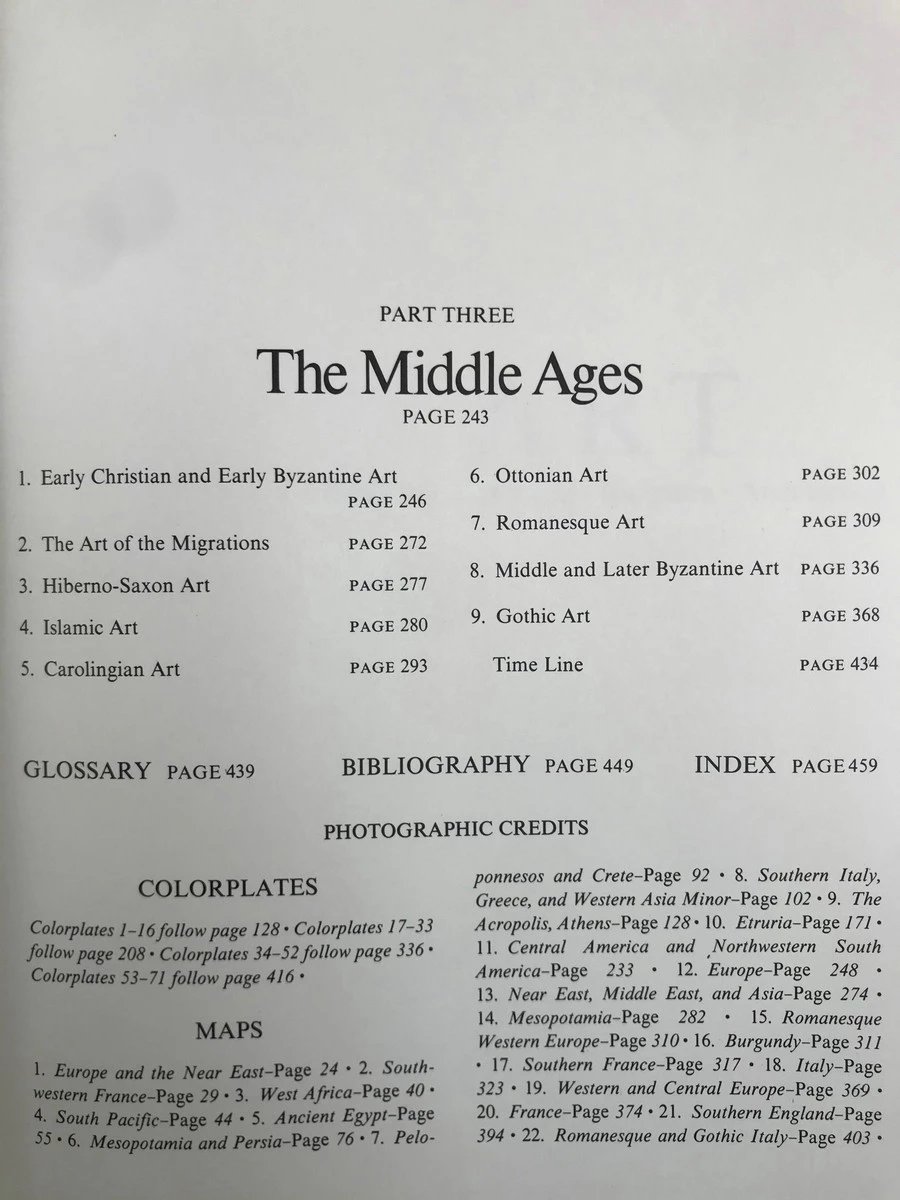 PART THREE
The Middle Ages
PAGE 243
1. Early Christian and Early Byzantine Art
PAGE 246
2. The Art of the Migrations PAGE 272
3. Hiberno-Saxon Art PAGE 277
4. Islamic Art PAGE 280
5. Carolingian Art PAGE 293
6. Ottonian Art PAGE 302
7. Romanesque Art PAGE 309
8. Middle and Later Byzantine Art PAGE 336
9. Gothic Art PAGE 368
Time Line PAGE 434
GLOSSARY PAGE 439 BIBLIOGRAPHY PAGE 449 INDEX PAGE 459
PHOTOGRAPHIC CREDITS
COLORPLATES
Colorplates 1–16 follow page 128 • Colorplates 17–33
follow page 208 • Colorplates 34–52 follow page 336 •
Colorplates 53–71 follow page 416 •
MAPS
1. Europe and the Near East–Page 24 • 2. South-
western France–Page 29 • 3. West Africa–Page 40 •
4. South Pacific–Page 44 • 5. Ancient Egypt–Page
55 • 6. Mesopotamia and Persia–Page 76 • 7. Pelo-
ponnesos and Crete–Page 92 • 8. Southern Italy,
Greece, and Western Asia Minor–Page 102 • 9. The
Acropolis, Athens–Page 128 • 10. Etruria–Page 171 •
11. Central America and Northwestern South
America–Page 233 • 12. Europe–Page 248 •
13. Near East, Middle East, and Asia–Page 274 •
14. Mesopotamia–Page 282 • 15. Romanesque
Western Europe–Page 310 • 16. Burgundy–Page 311
• 17. Southern France–Page 317 • 18. Italy–Page
323 • 19. Western and Central Europe–Page 369 •
20. France–Page 374 • 21. Southern England–Page
394 • 22. Romanesque and Gothic Italy–Page 403 •